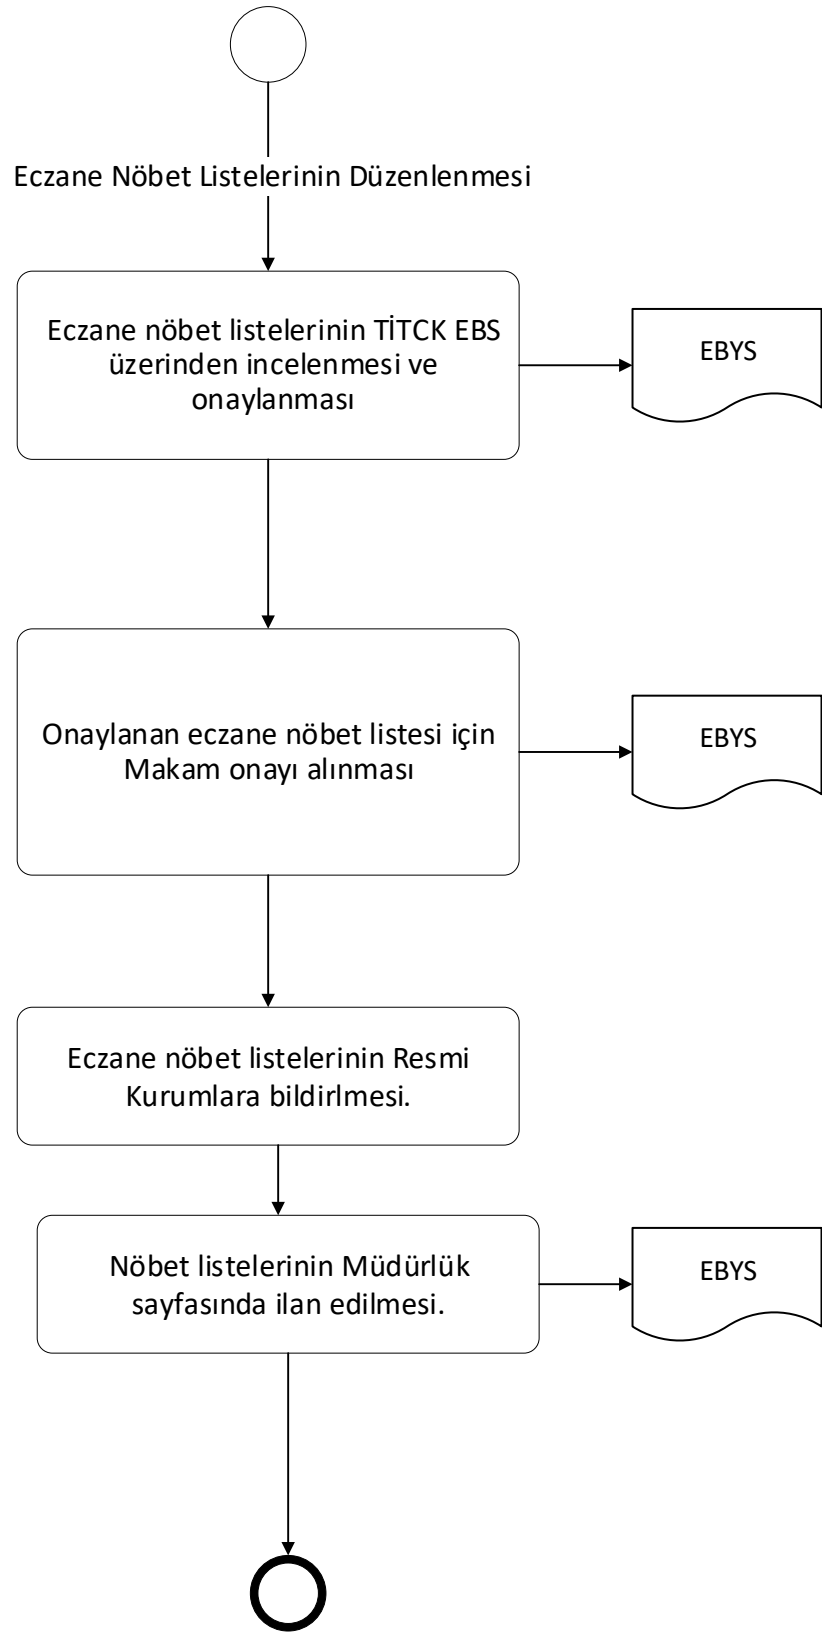 Eczane Nöbet Listelerinin Düzenlenmesi
Eczane nöbet listelerinin TİTCK EBS
üzerinden incelenmesi ve
onaylanması
EBYS
Onaylanan eczane nöbet listesi için
Makam onayı alınması
EBYS
Eczane nöbet listelerinin Resmi
Kurumlara bildirlmesi.
Nöbet listelerinin Müdürlük
sayfasında ilan edilmesi.
EBYS